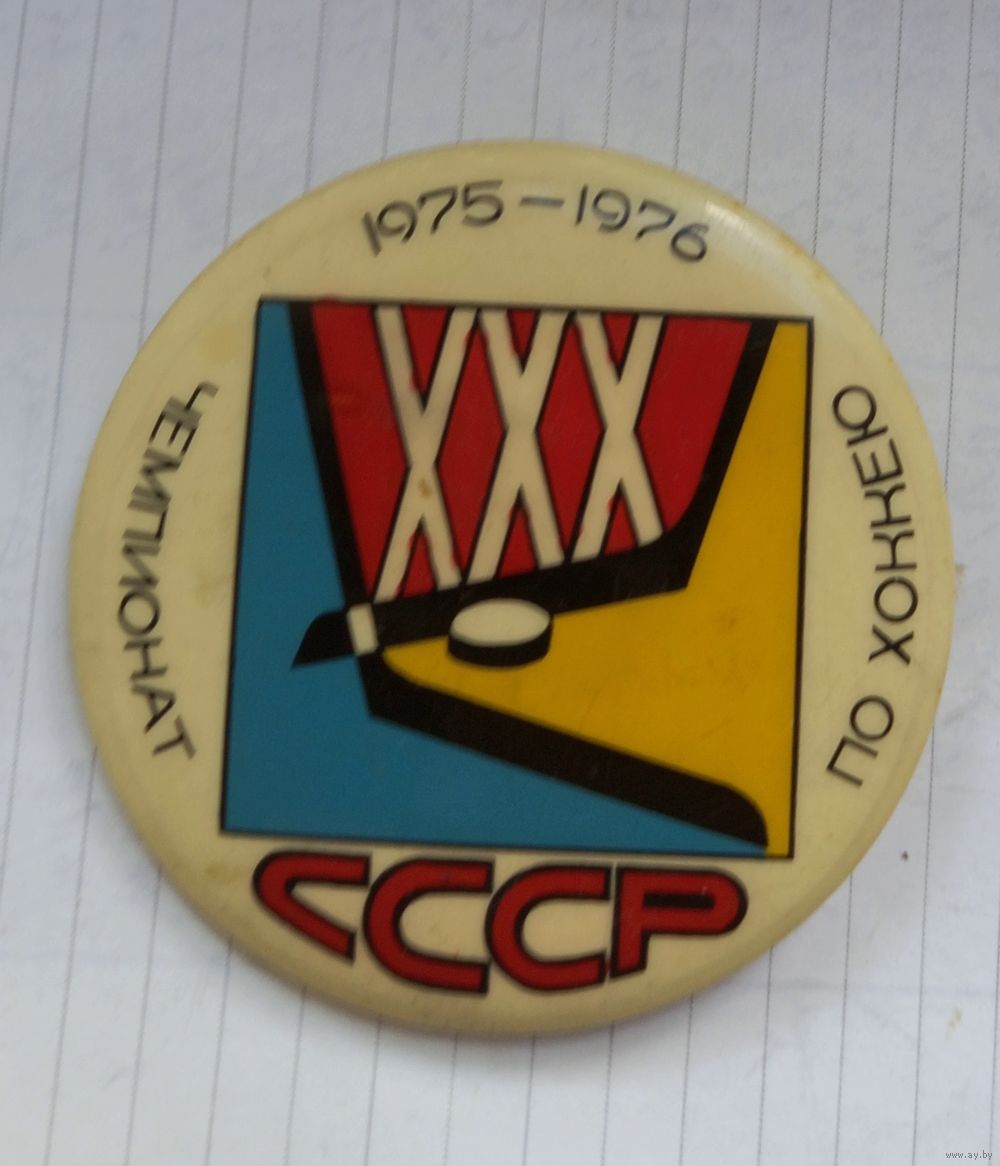 1975-1976
ЧЕМПИОНАТ
ПО ХОККЕЮ
XXX
СССР
www.ay.by